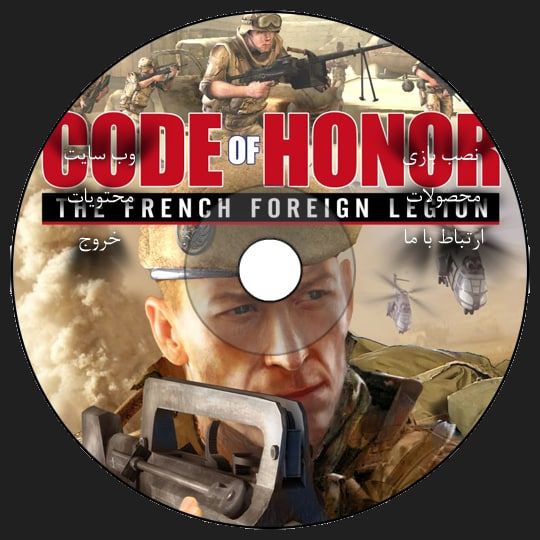 CODE OF HONOR
THE FRENCH FOREIGN LEGION
نصب بازی
وب سایت
محصولات
محتویات
ارتباط با ما
خروج